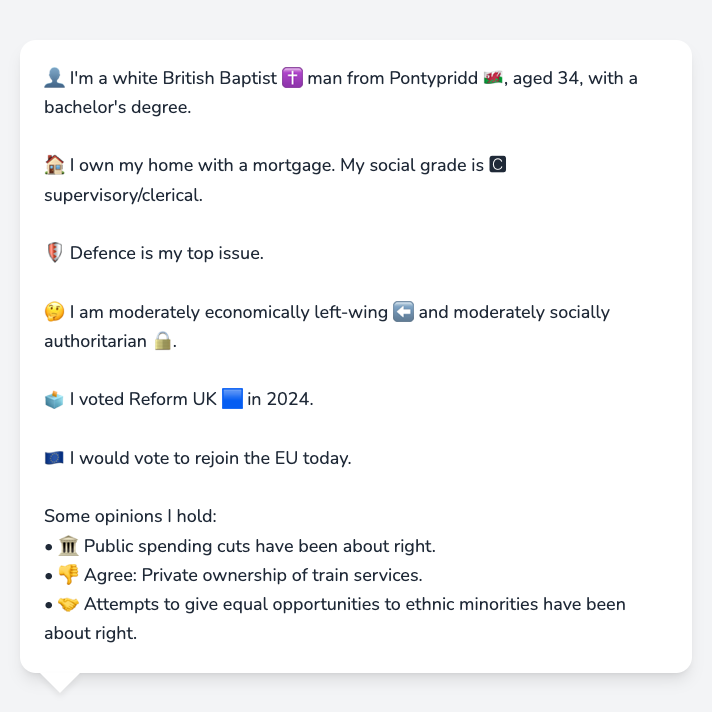 👤 I'm a white British Baptist ✝️ man from Pontypridd 🏴󠁧󠁢󠁷󠁬󠁳󠁿, aged 34, with a
bachelor's degree.
🏠 I own my home with a mortgage. My social grade is 🅲
supervisory/clerical.
🛡️ Defence is my top issue.
🤔 I am moderately economically left-wing ⬅️ and moderately socially
authoritarian 🔒.
🗳️ I voted Reform UK 🟦 in 2024.
🇪🇺 I would vote to rejoin the EU today.
Some opinions I hold:
• 🏛️ Public spending cuts have been about right.
• 👎 Agree: Private ownership of train services.
• 🤝 Attempts to give equal opportunities to ethnic minorities have been
about right.